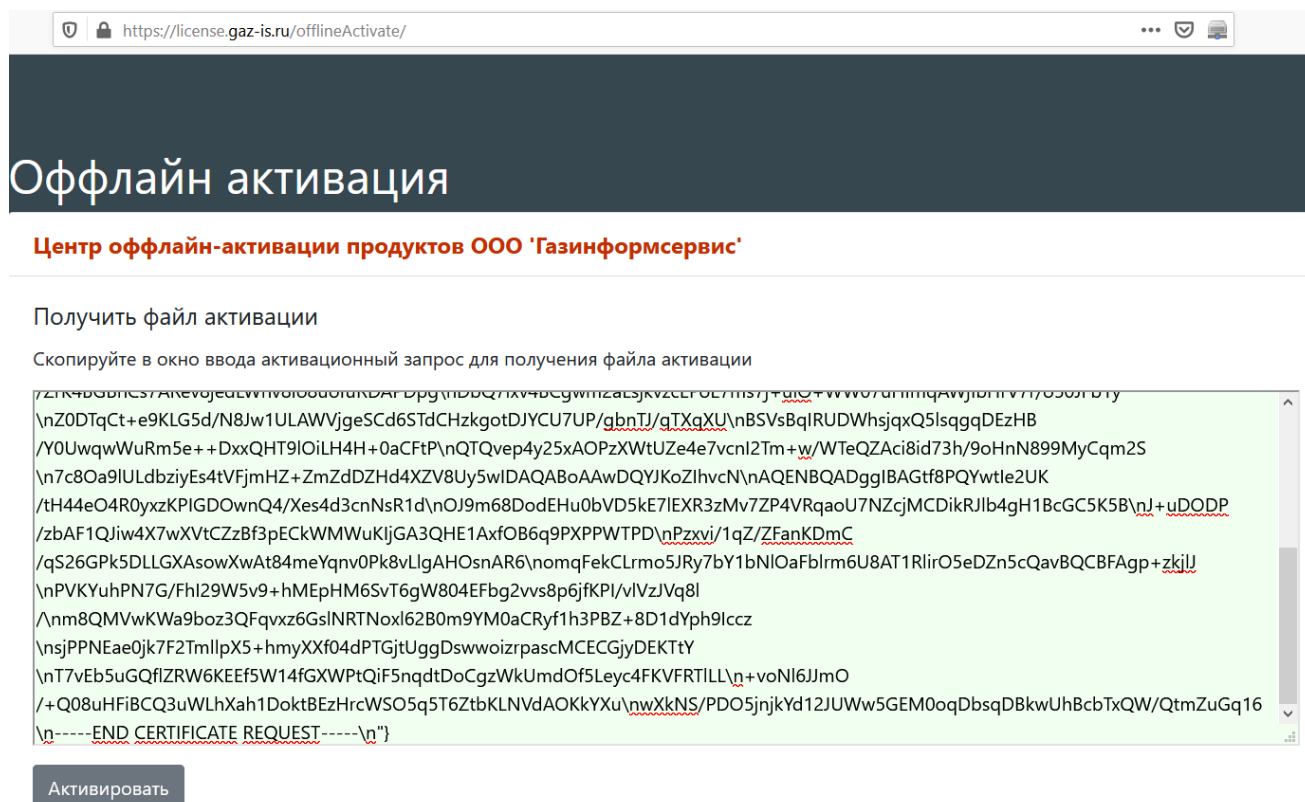 https://license.gaz-is.ru/offlineActivate/
Оффлайн активация
Центр оффлайн-активации продуктов ООО 'Газинформсервис'
Получить файл активации
Скопируйте в окно ввода активационный запрос для получения файла активации
\nZ0DTqCt+e9KLG5d/N8Jw1ULAWVjgeSCd6STdCHzkgotDJYCU7UP/gbnTJ/qTXqXU\nBSVsBqIRUDWhsjqxQ5lsqgqDEzHB
/Y0UwqwWuRm5e++DxxQHT9lOiLH4H+0aCFtP\nQTQvep4y25xAOPzXWtUZe4e7vcnI2Tm+w/WTeQZAci8id73h/9oHnN899MyCqm2S
\n7c8Oa9lULdbziyEs4tVFjmHZ+ZmZdDZHd4XZV8Uy5wIDAQABoAAwDQYJKoZIhvcN\nAQENBQADggIBAGtf8PQYwtIe2UK
/tH44eO4R0yxzKPIGDOwnQ4/Xes4d3cnNsR1d\nOJ9m68DodEHu0bVD5kE7lEXR3zMv7ZP4VRqaoU7NZcjMCDikRJlb4gH1BcGC5K5B\nJ+uDODP
/zbAF1QJiw4X7wXVtCZzBf3pECkWMWuKIjGA3QHE1AxfOB6q9PXPPWTPD\nPzxvi/1qZ/ZFanKDmC
/qS26GPk5DLLGXAsowXwAt84meYqnv0Pk8vLlgAHOsnAR6\nomqFekCLrmo5JRy7bY1bNlOaFblrm6U8AT1RlirO5eDZn5cQavBQCBFAgp+zkjlJ
\nPVKYuhPN7G/FhI29W5v9+hMEpHM6SvT6gW804EFbg2vvs8p6jfKPI/vlVzJVq8l
/\nm8QMVwKWa9boz3QFqvxz6GslNRTNoxl62B0m9YM0aCRyf1h3PBZ+8D1dYph9Iccz
\nsjPPNEae0jk7F2TmllpX5+hmyXXf04dPTGjtUggDswwoizrpascMCECGjyDEKTtY
\nT7vEb5uGQflZRW6KEEf5W14fGXWPtQiF5nqdtDoCgzWkUmdOf5Leyc4FKVFRTlLL\n+voNl6JJmO
/+Q08uHFiBCQ3uWLhXah1DoktBEzHrcWSO5q5T6ZtbKLNVdAOKkYXu\nwXkNS/PDO5jnjkYd12JUWw5GEM0oqDbsqDBkwUhBcbTxQW/QtmZuGq16
\n-----END CERTIFICATE REQUEST-----\n"}
Активировать